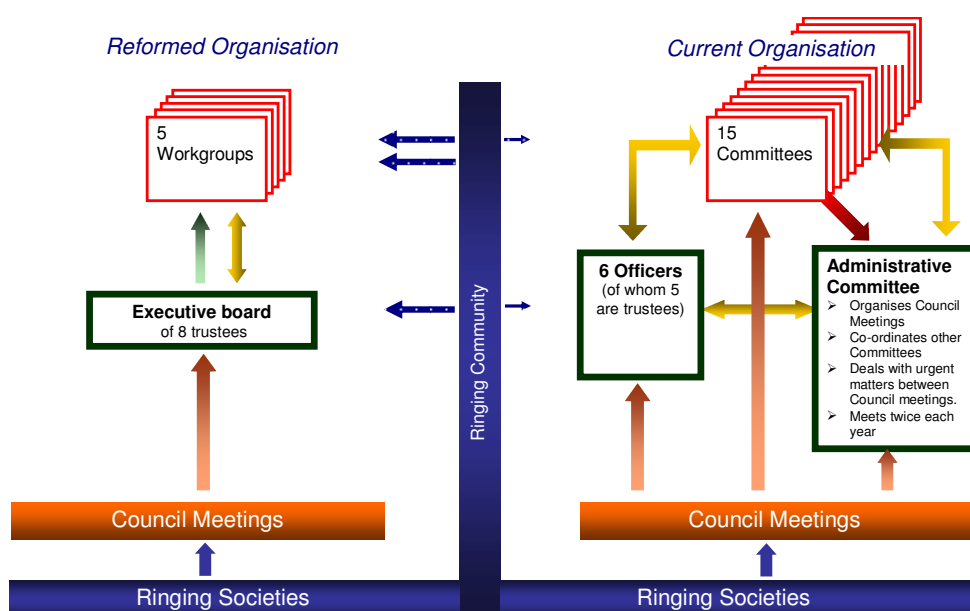 Reformed Organisation
5
Workgroups
Executive board
of 8 trustees
Council Meetings
Ringing Societies
Ringing Community
Current Organisation
15
Committees
6 Officers
(of whom 5
are trustees)
Administrative
Committee
➢ Organises Council
Meetings
➢ Co-ordinates other
Committees
➢ Deals with urgent
matters between
Council meetings.
➢ Meets twice each
year
Council Meetings
Ringing Societies